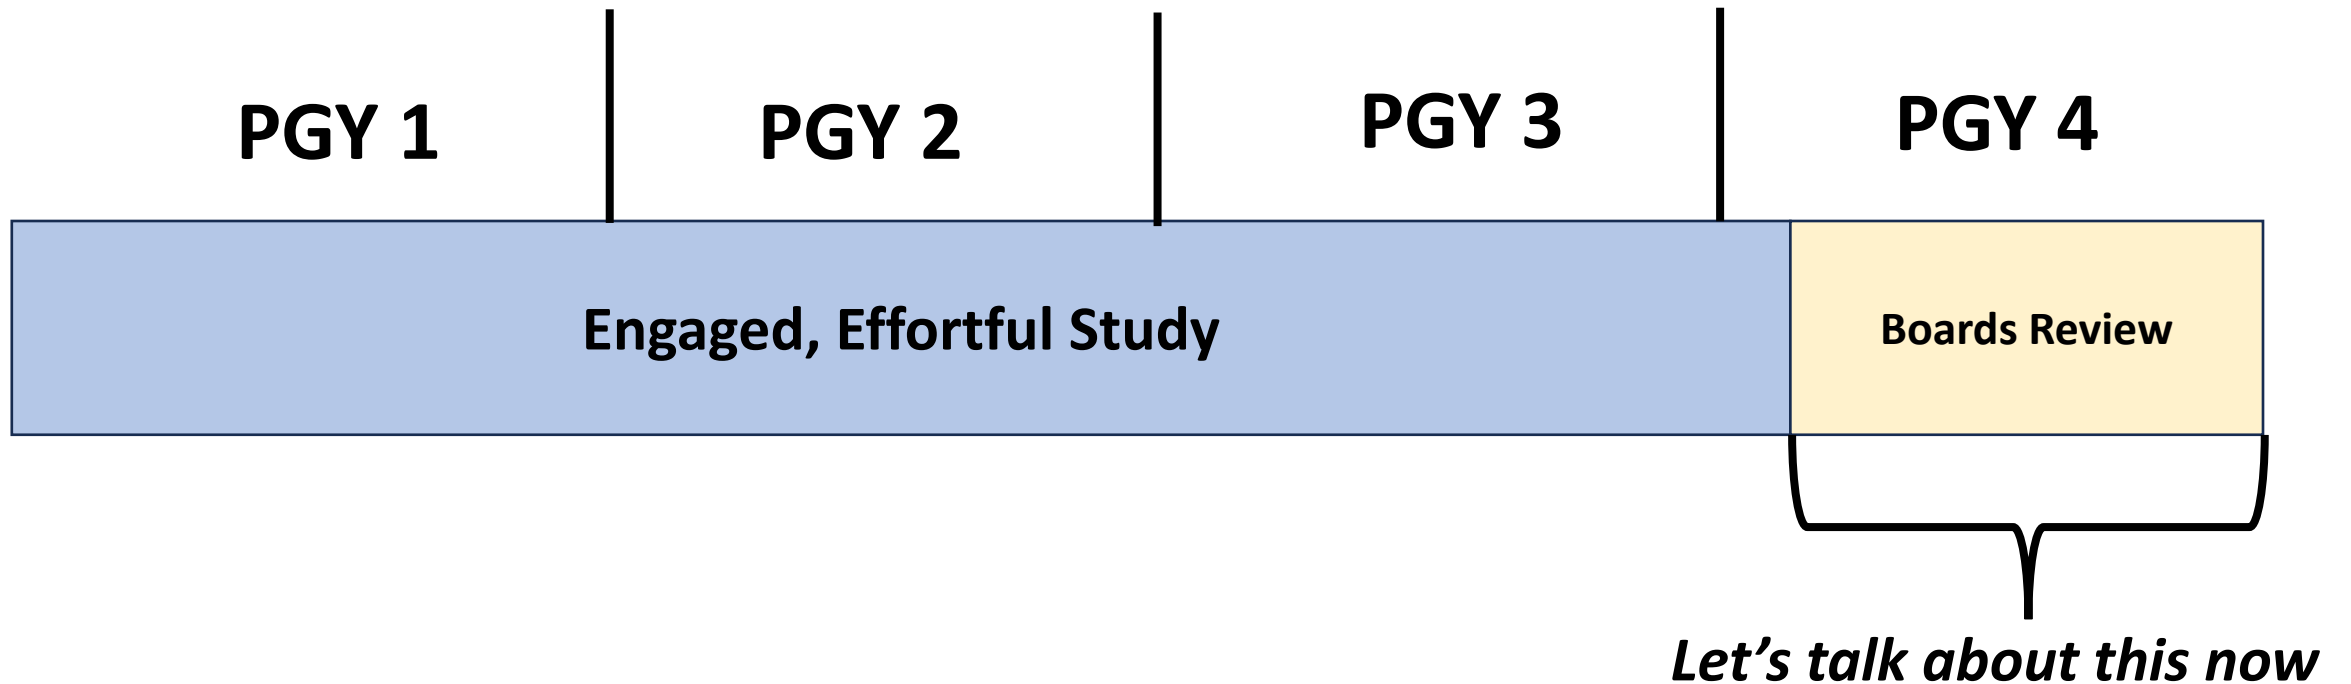 PGY 1
PGY 2
PGY 3
PGY 4
Engaged, Effortful Study
Boards Review
Let’s talk about this now